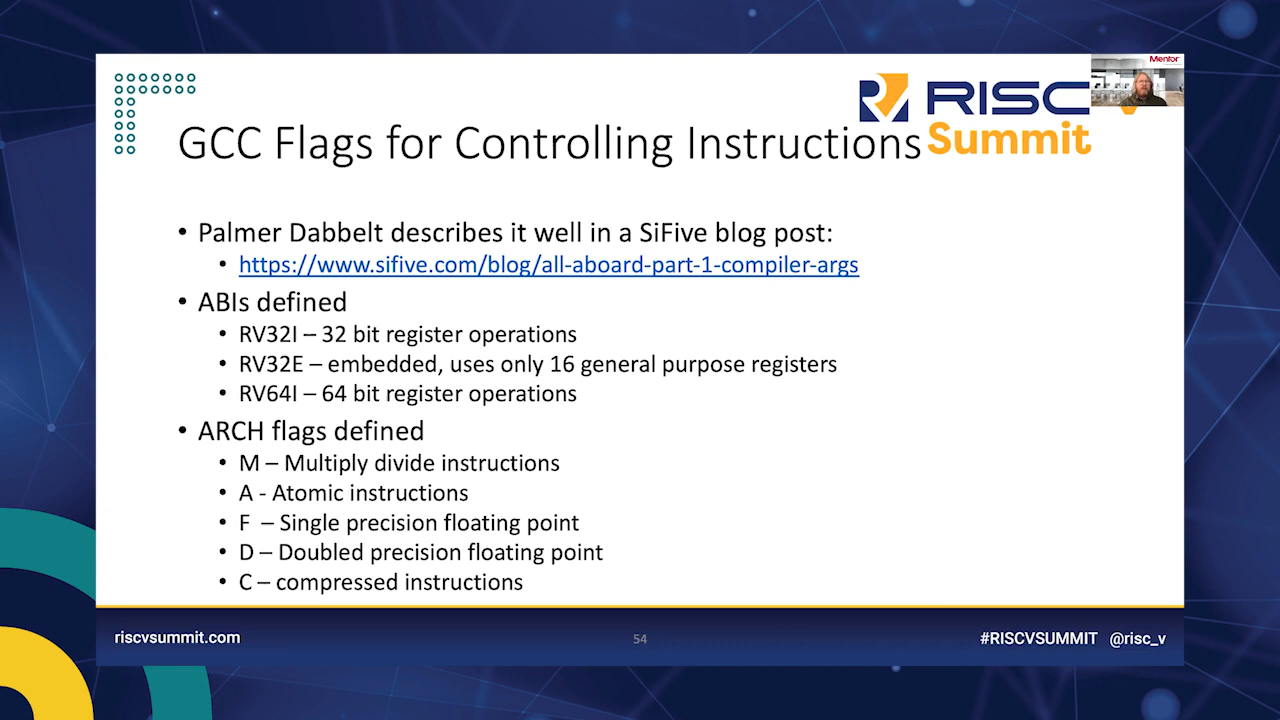 Mentor
RISC
Summit
GCC Flags for Controlling Instructions
• Palmer Dabbelt describes it well in a SiFive blog post:
• https://www.sifive.com/blog/all-aboard-part-1-compiler-args
• ABIs defined
• RV32I – 32 bit register operations
• RV32E – embedded, uses only 16 general purpose registers
• RV64I – 64 bit register operations
• ARCH flags defined
• M – Multiply divide instructions
• A - Atomic instructions
• F – Single precision floating point
• D – Doubled precision floating point
• C – compressed instructions
riscvsummit.com
54
#RISCVSUMMIT @risc_v